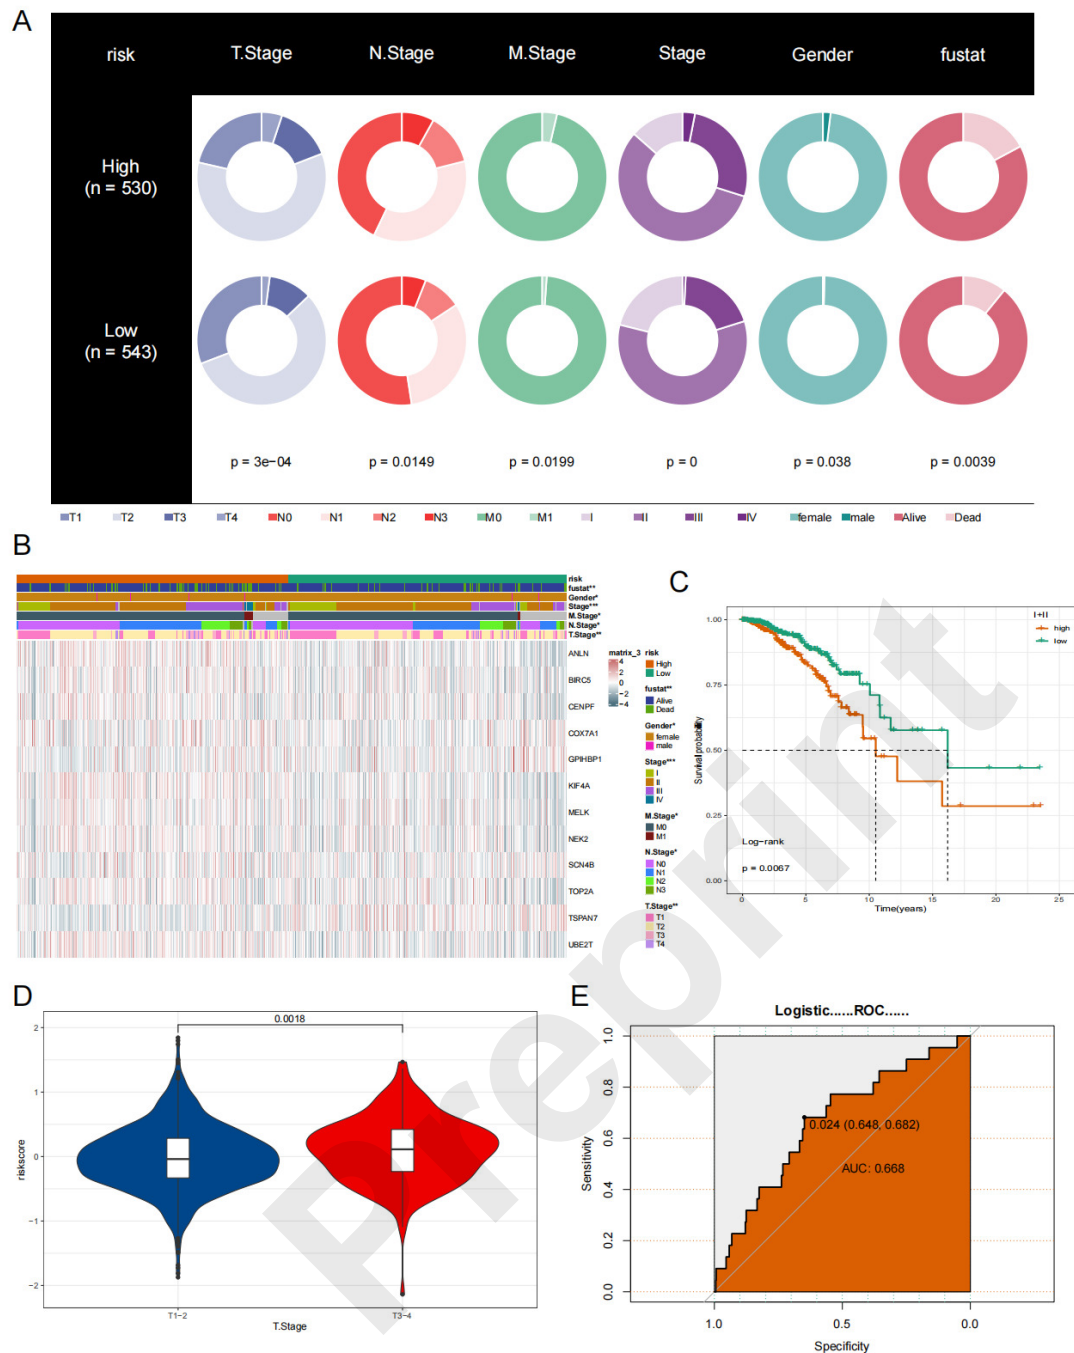 A
risk T.Stage N.Stage M.Stage Stage Gender fustat
High
(n = 530)
Low
(n = 543)
p = 3e−04 p = 0.0149 p = 0.0199 p = 0 p = 0.038 p = 0.0039
T1 T2 T3 T4 N0 N1 N2 N3 M0 M1 I II III IV female male Alive Dead
B
risk
fustat**
Gender*
Stage***
M.Stage*
N.Stage*
T.Stage**
ANLN
BIRC5
CENPF
COX7A1
GPIHBP1
KIF4A
MELK
NEK2
SCN4B
TOP2A
TSPAN7
UBE2T
matrix_3
4
2
0
−2
−4
risk
High
Low
fustat**
Alive
Dead
Gender*
female
male
Stage***
I
II
III
IV
M.Stage*
M0
M1
N.Stage*
N0
N1
N2
N3
T.Stage**
T1
T2
T3
T4
C
I+II
high
low
Survival probability
1.00
0.75
0.50
0.25
0.00
Log−rank
p = 0.0067
0 5 10 15 20 25
Time(years)
D
0.0018
riskscore
2
1
0
−1
−2
T1−2 T3−4
T.Stage
E
Logistic......ROC......
Sensitivity
1.0
0.8
0.6
0.4
0.2
0.0
0.024 (0.648, 0.682)
AUC: 0.668
1.0 0.5 0.0
Specificity
Preprint